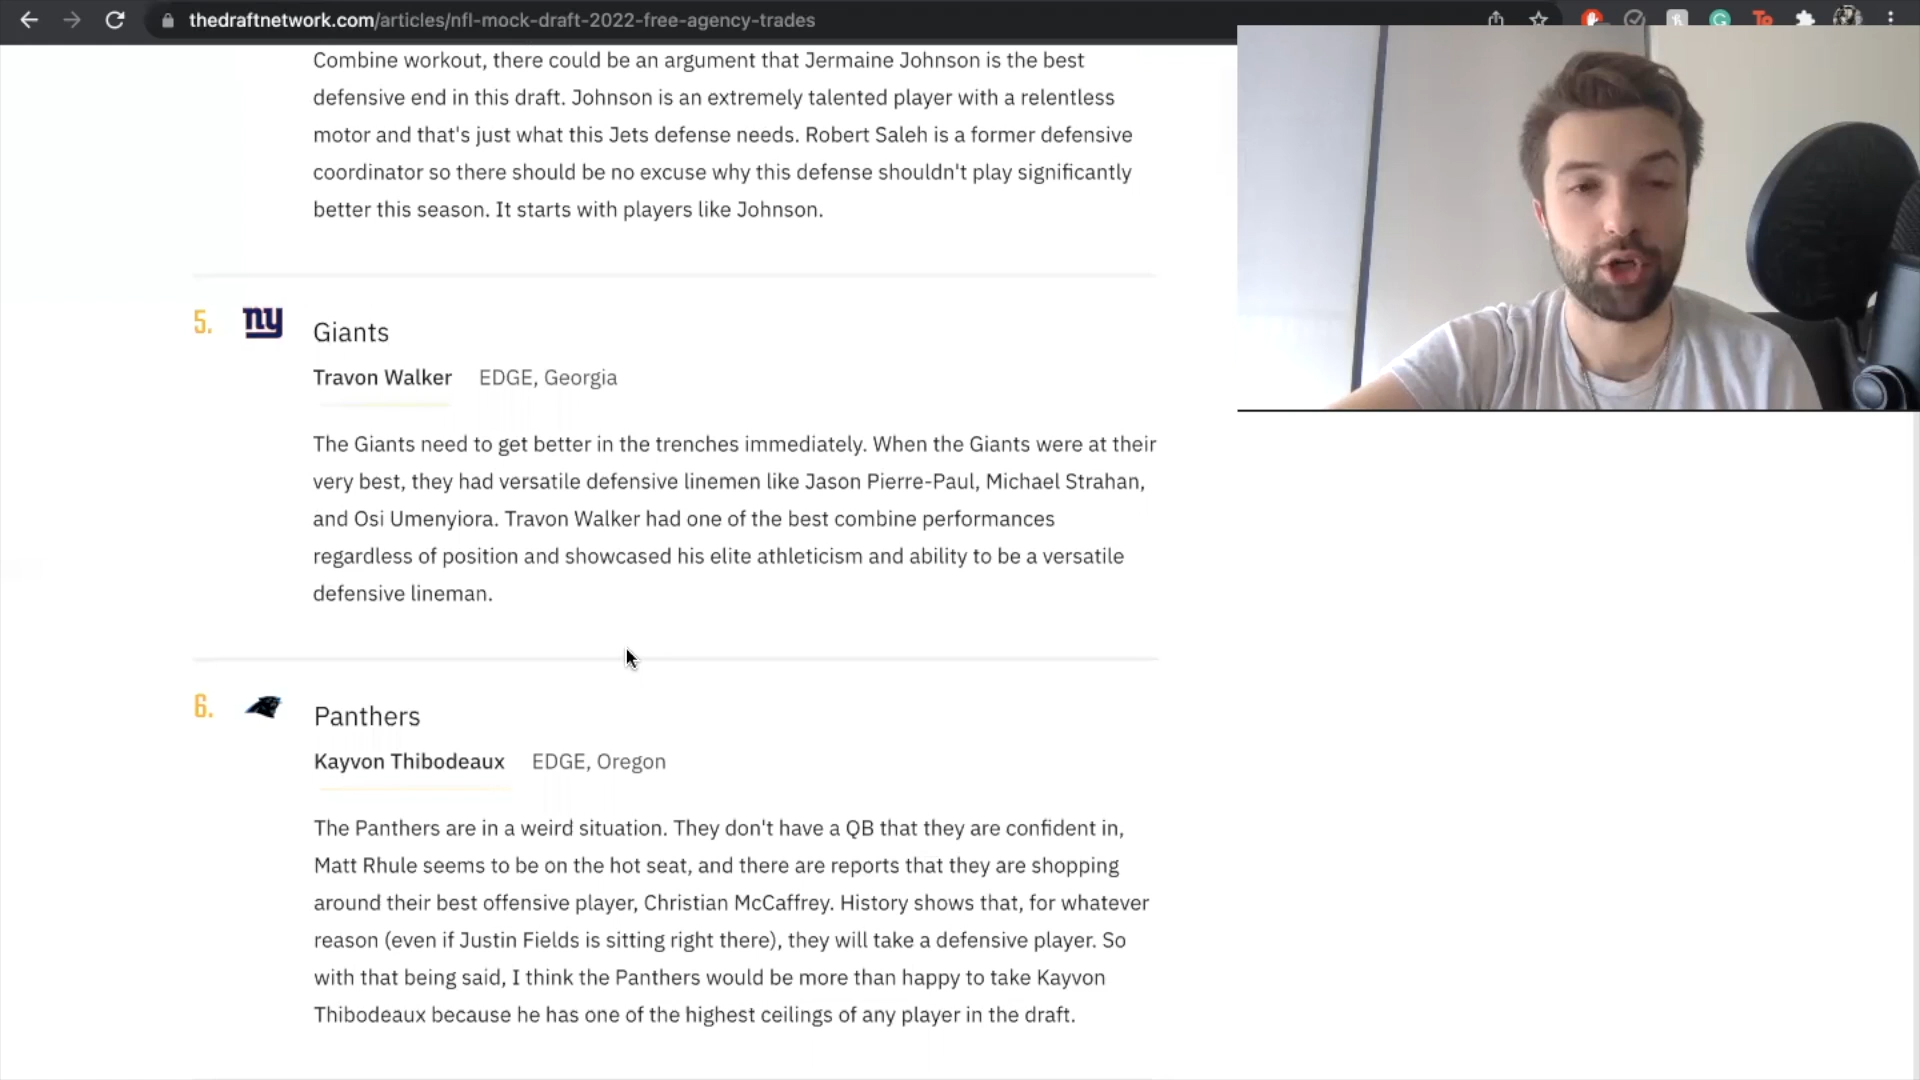 thedraftnetwork.com/articles/nfl-mock-draft-2022-free-agency-trades
Combine workout, there could be an argument that Jermaine Johnson is the best
defensive end in this draft. Johnson is an extremely talented player with a relentless
motor and that's just what this Jets defense needs. Robert Saleh is a former defensive
coordinator so there should be no excuse why this defense shouldn't play significantly
better this season. It starts with players like Johnson.
5. ny Giants
Travon Walker EDGE, Georgia
The Giants need to get better in the trenches immediately. When the Giants were at their
very best, they had versatile defensive linemen like Jason Pierre-Paul, Michael Strahan,
and Osi Umenyiora. Travon Walker had one of the best combine performances
regardless of position and showcased his elite athleticism and ability to be a versatile
defensive lineman.
6. Panthers
Kayvon Thibodeaux EDGE, Oregon
The Panthers are in a weird situation. They don't have a QB that they are confident in,
Matt Rhule seems to be on the hot seat, and there are reports that they are shopping
around their best offensive player, Christian McCaffrey. History shows that, for whatever
reason (even if Justin Fields is sitting right there), they will take a defensive player. So
with that being said, I think the Panthers would be more than happy to take Kayvon
Thibodeaux because he has one of the highest ceilings of any player in the draft.